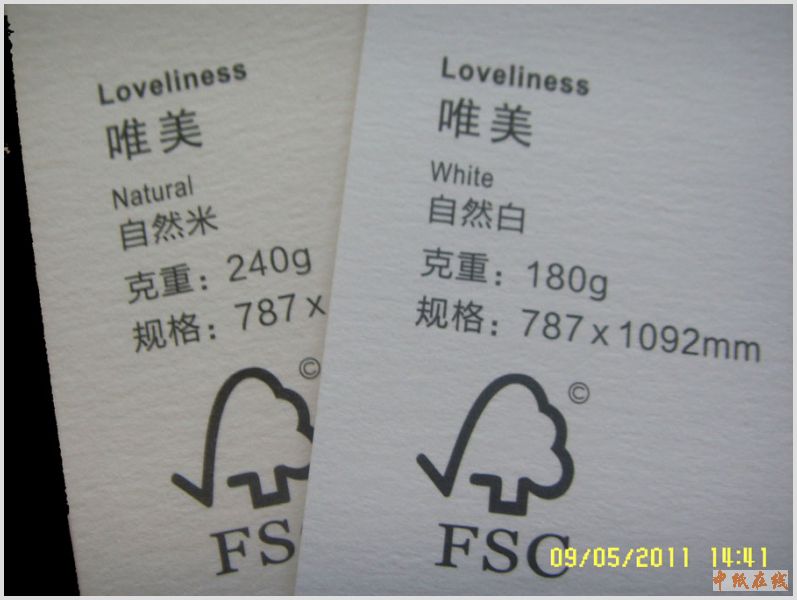 Loveliness
唯美
Natural
自然米
克重：240g
规格：787 x
©
FS
Loveliness
唯美
White
自然白
克重：180g
规格：787 x 1092mm
©
FSC
09/05/2011 14:41
中纸在线